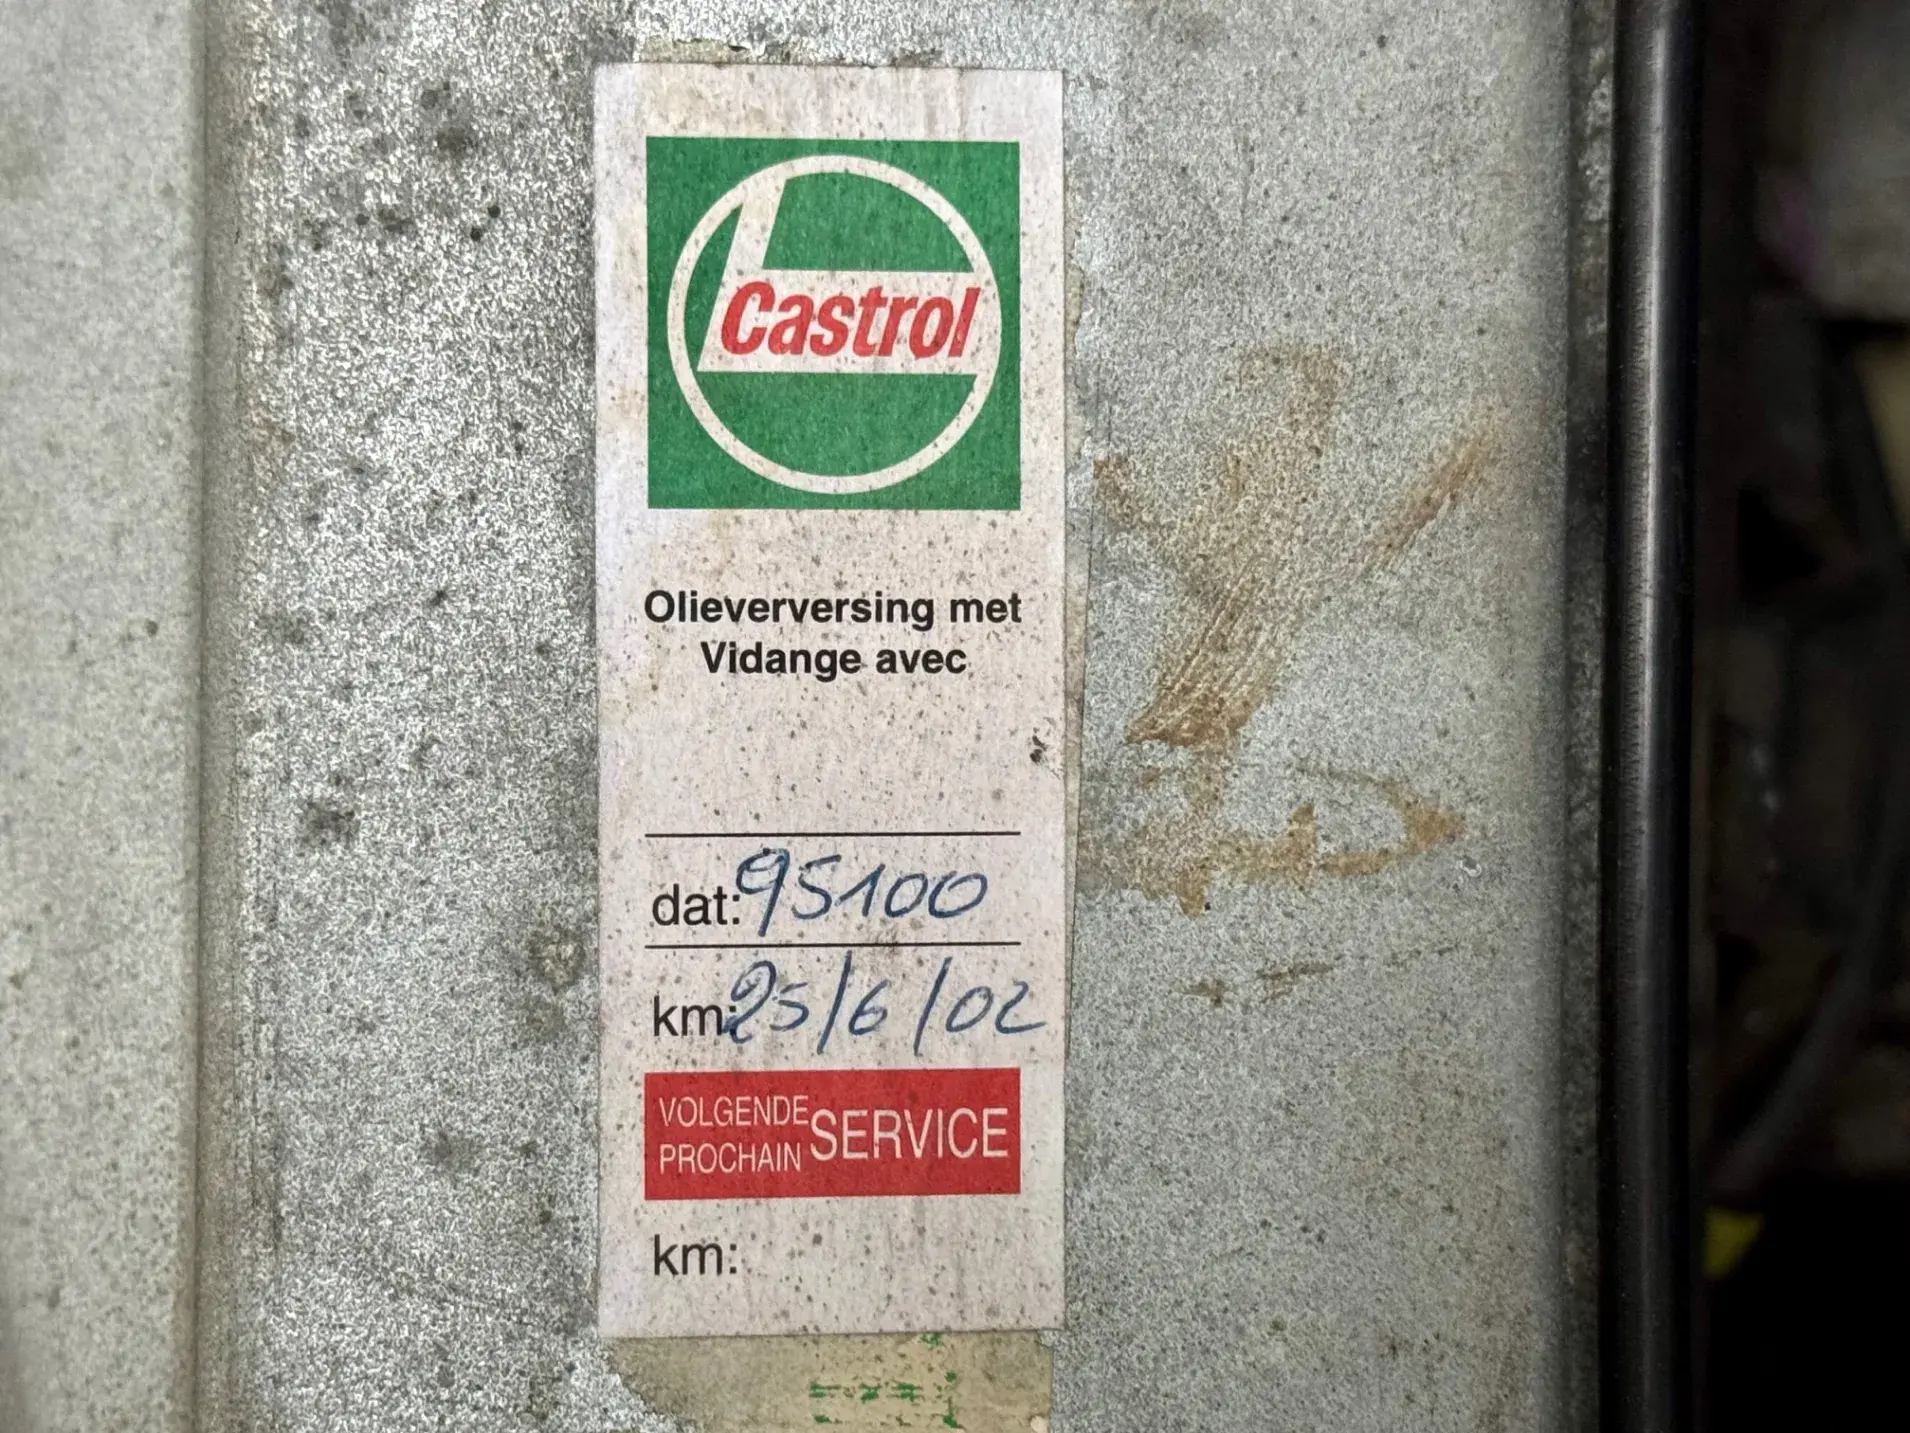 Castrol
Olieverversing met
Vidange avec
dat: 95100
km: 25/6/02
VOLGENDE
PROCHAIN
SERVICE
km: